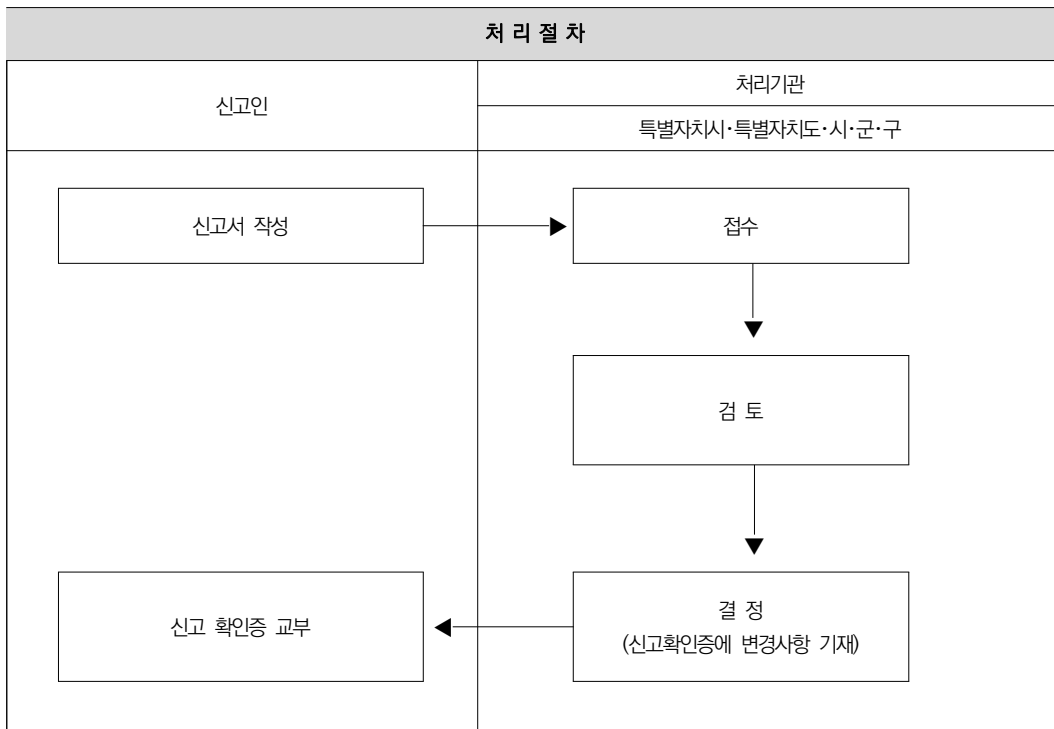 처 리 절 차
신고인
처리기관
특별자치시·특별자치도·시·군·구
신고서 작성
접수
검 토
신고 확인증 교부
결 정
(신고확인증에 변경사항 기재)